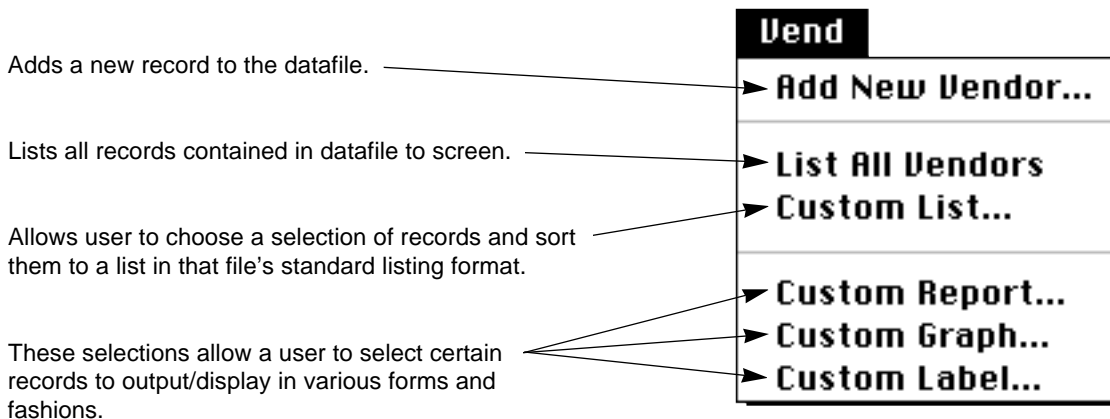 Vend
Adds a new record to the datafile.
Add New Vendor...
Lists all records contained in datafile to screen.
List All Vendors
Custom List...
Allows user to choose a selection of records and sort
them to a list in that file's standard listing format.
Custom Report...
Custom Graph...
Custom Label...
These selections allow a user to select certain
records to output/display in various forms and
fashions.